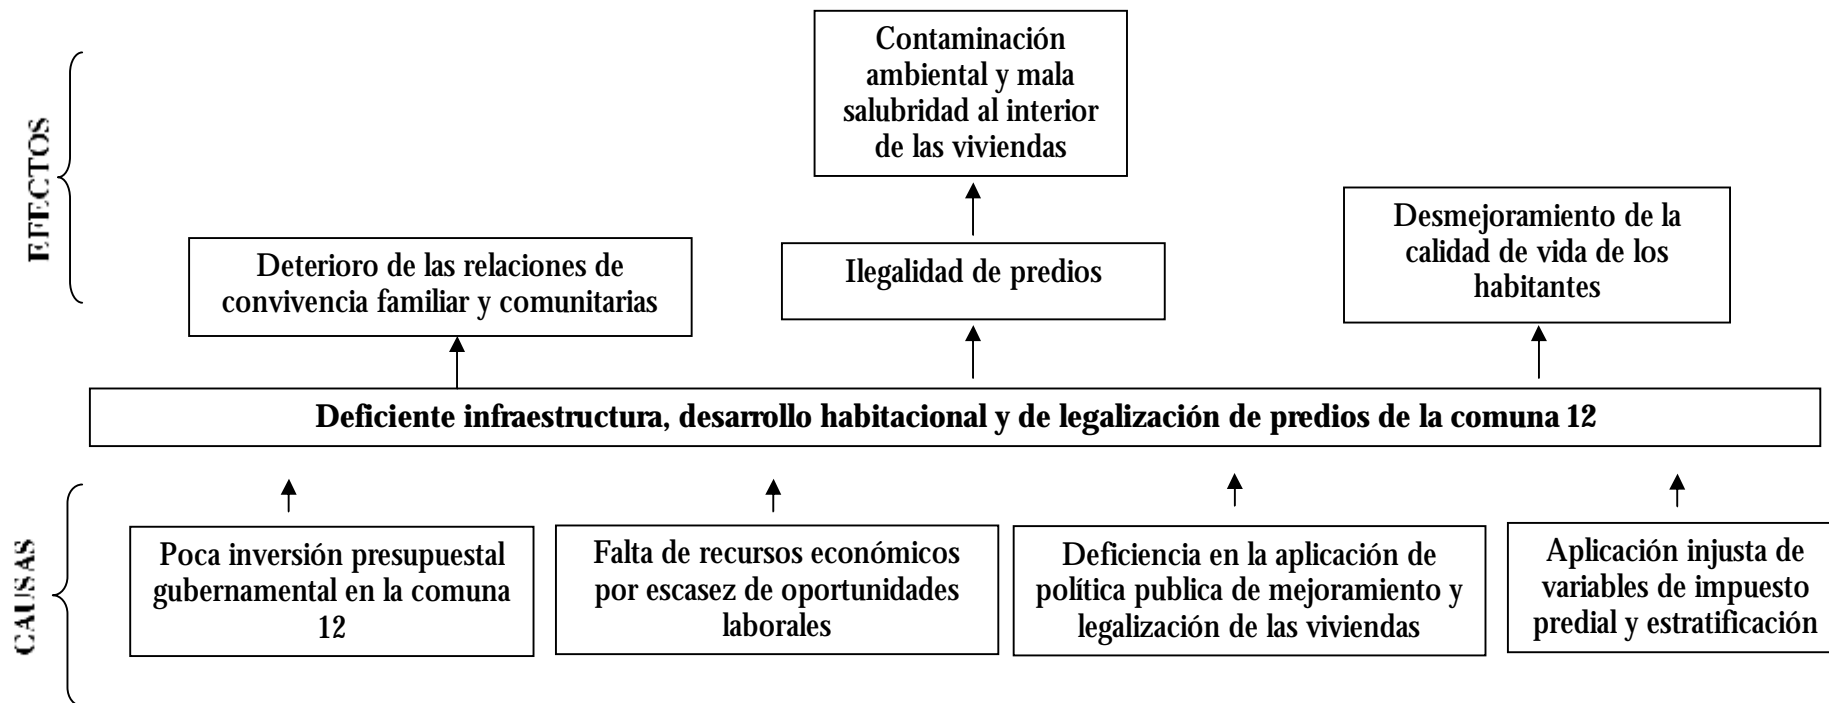 EFECTOS
Contaminación
ambiental y mala
salubridad al interior
de las viviendas
Deterioro de las relaciones de
convivencia familiar y comunitarias
Ilegalidad de predios
Desmejoramiento de la
calidad de vida de los
habitantes
Deficiente infraestructura, desarrollo habitacional y de legalización de predios de la comuna 12
CAUSAS
Poca inversión presupuestal
gubernamental en la comuna
12
Falta de recursos económicos
por escasez de oportunidades
laborales
Deficiencia en la aplicación de
política publica de mejoramiento y
legalización de las viviendas
Aplicación injusta de
variables de impuesto
predial y estratificación